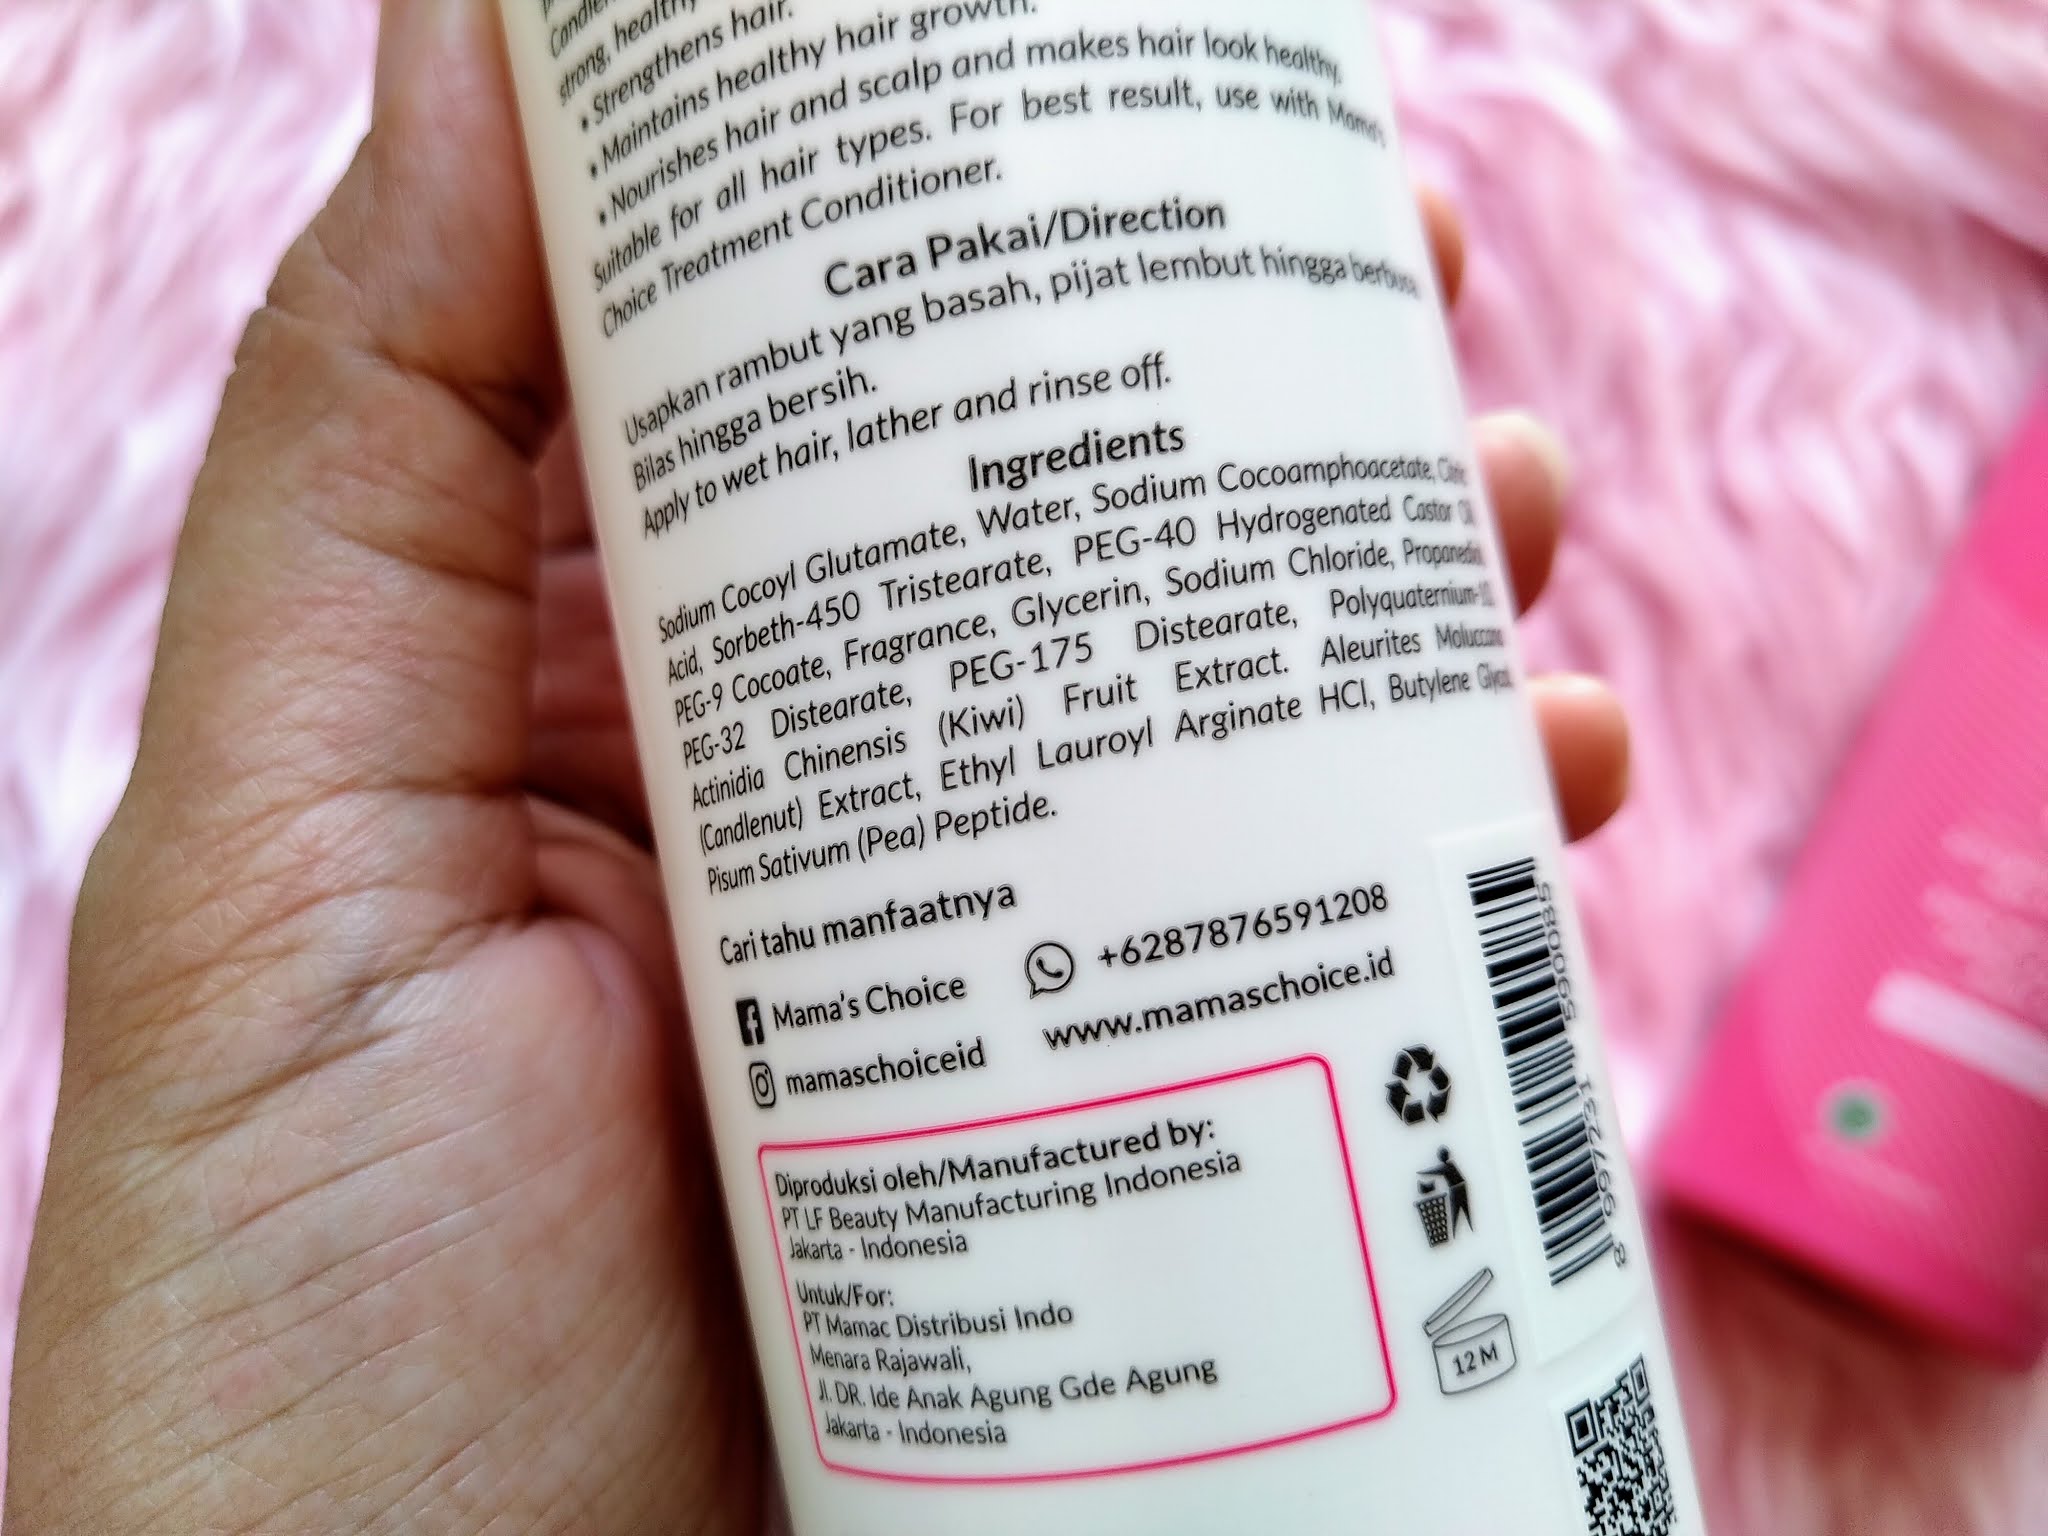 strong, healthy
• Strengthens hair.
• Maintains healthy hair growth.
• Nourishes hair and scalp and makes hair look healthy.
Suitable for all hair types. For best result, use with Mama's
Choice Treatment Conditioner.
Cara Pakai/Direction
Usapkan rambut yang basah, pijat lembut hingga berbusa.
Bilas hingga bersih.
Apply to wet hair, lather and rinse off.
Ingredients
Sodium Cocoyl Glutamate, Water, Sodium Cocoamphoacetate, Citric
Acid, Sorbeth-450 Tristearate, PEG-40 Hydrogenated Castor Oil,
PEG-9 Cocoate, Fragrance, Glycerin, Sodium Chloride, Propanediol,
PEG-32 Distearate, PEG-175 Distearate, Polyquaternium-10,
Actinidia Chinensis (Kiwi) Fruit Extract. Aleurites Moluccana
(Candlenut) Extract, Ethyl Lauroyl Arginate HCl, Butylene Glycol,
Pisum Sativum (Pea) Peptide.
Cari tahu manfaatnya
Mama's Choice
+6287876591208
mamaschoiceid
www.mamaschoice.id
Diproduksi oleh/Manufactured by:
PT LF Beauty Manufacturing Indonesia
Jakarta - Indonesia
Untuk/For:
PT Mamac Distribusi Indo
Menara Rajawali,
Jl. DR. Ide Anak Agung Gde Agung
Jakarta - Indonesia
12 M
8 997231 590085